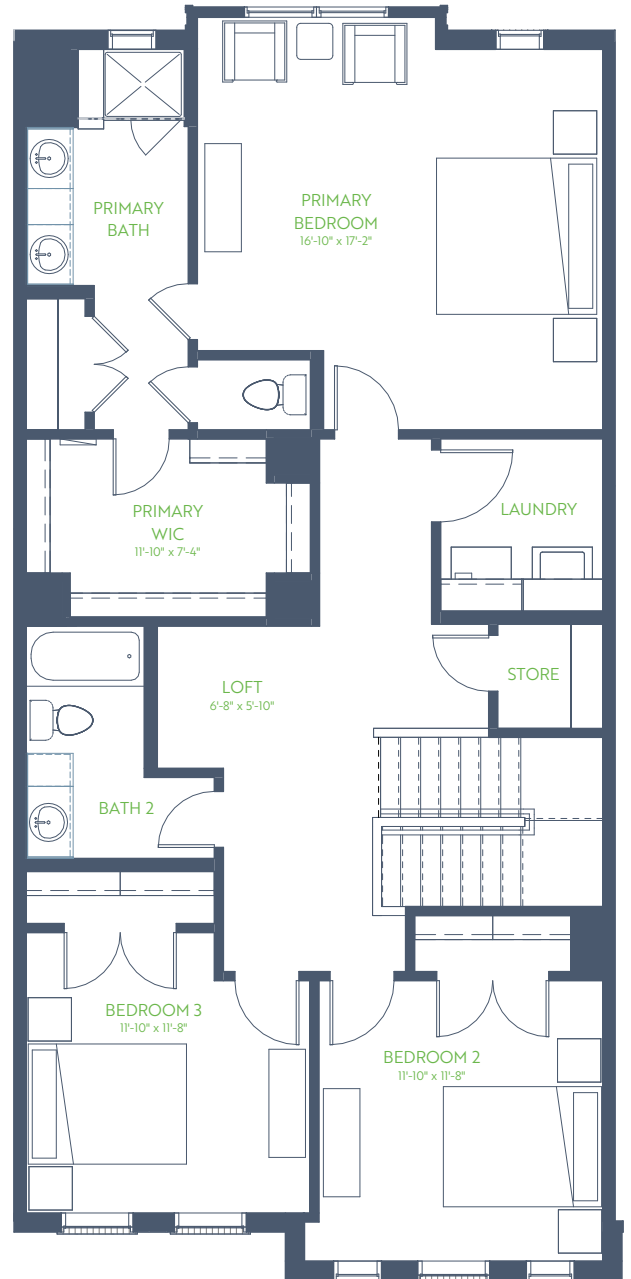 PRIMARY
BATH
PRIMARY
BEDROOM
16'-10" x 17'-2"
PRIMARY
WIC
11'-10" x 7'-4"
LAUNDRY
STORE
LOFT
6'-8" x 5'-10"
BATH 2
BEDROOM 3
11'-10" x 11'-8"
BEDROOM 2
11'-10" x 11'-8"